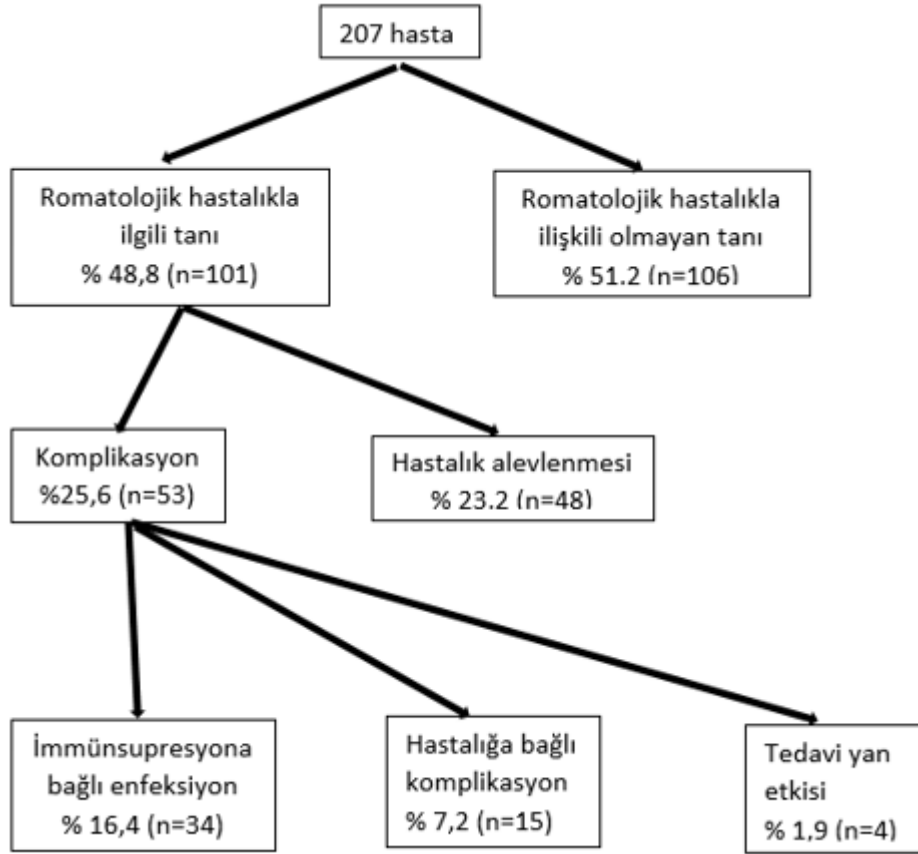 207 hasta
Romatolojik hastalıkla
ilgili tanı
% 48,8 (n=101)
Romatolojik hastalıkla
ilişkili olmayan tanı
% 51.2 (n=106)
Komplikasyon
%25,6 (n=53)
Hastalık alevlenmesi
% 23.2 (n=48)
İmmünsupresyona
bağlı enfeksiyon
% 16,4 (n=34)
Hastalığa bağlı
komplikasyon
% 7,2 (n=15)
Tedavi yan
etkisi
% 1,9 (n=4)